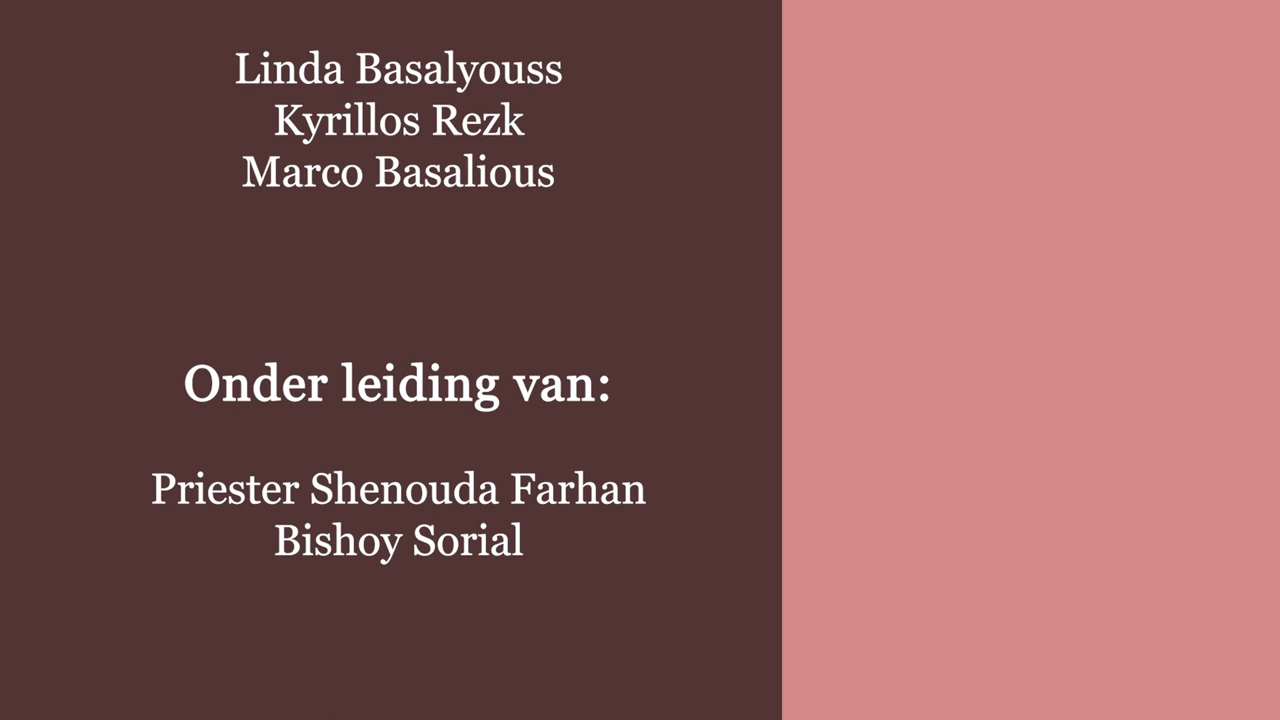 Linda Basalyouss
Kyrillos Rezk
Marco Basalious
Onder leiding van:
Priester Shenouda Farhan
Bishoy Sorial